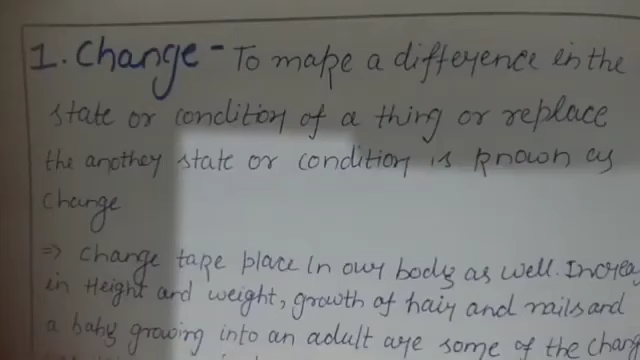 1. Change - To make a difference in the
state or condition of a thing or replace
the another state or condition is known as
change
⇒ Change take place in our body as well. Increa
in Height and weight, growth of hair and nails and
a baby growing into an adult are some of the chan